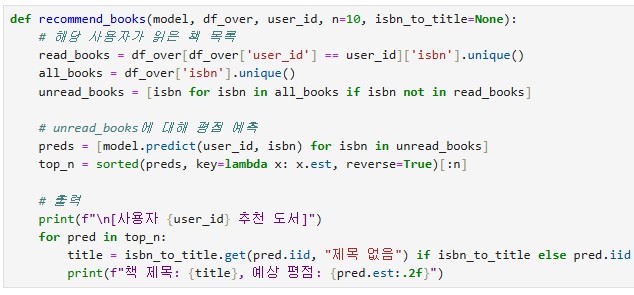 def recommend_books(model, df_over, user_id, n=10, isbn_to_title=None):
    # 해당 사용자가 읽은 책 목록
    read_books = df_over[df_over['user_id'] == user_id]['isbn'].unique()
    all_books = df_over['isbn'].unique()
    unread_books = [isbn for isbn in all_books if isbn not in read_books]

    # unread_books에 대해 평점 예측
    preds = [model.predict(user_id, isbn) for isbn in unread_books]
    top_n = sorted(preds, key=lambda x: x.est, reverse=True)[:n]

    # 출력
    print(f"\n[사용자 {user_id} 추천 도서]")
    for pred in top_n:
        title = isbn_to_title.get(pred.iid, "제목 없음") if isbn_to_title else pred.iid
        print(f"책 제목: {title}, 예상 평점: {pred.est:.2f}")